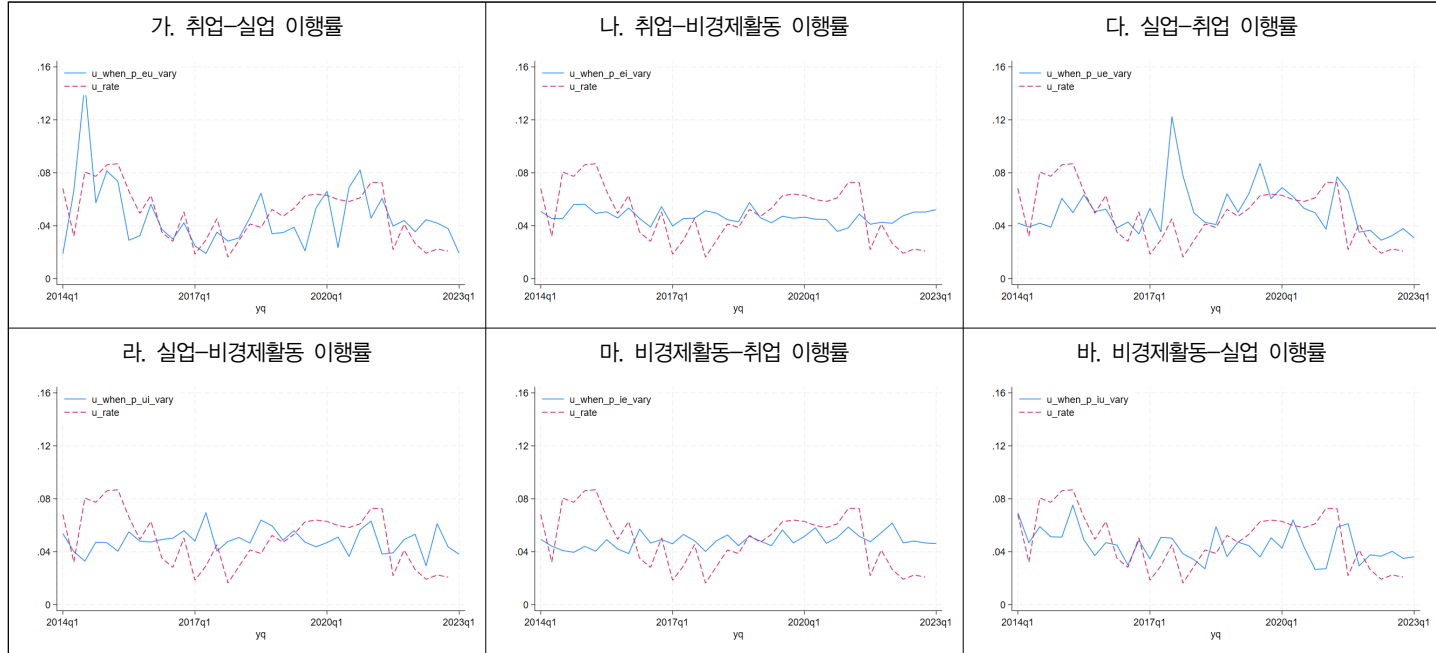 가. 취업–실업 이행률
.16
u_when_p_eu_vary
u_rate
.12
.08
.04
0
2014q1 2017q1 2020q1 2023q1
yq
나. 취업–비경제활동 이행률
.16
u_when_p_ei_vary
u_rate
.12
.08
.04
0
2014q1 2017q1 2020q1 2023q1
yq
다. 실업–취업 이행률
.16
u_when_p_ue_vary
u_rate
.12
.08
.04
0
2014q1 2017q1 2020q1 2023q1
yq
라. 실업–비경제활동 이행률
.16
u_when_p_ui_vary
u_rate
.12
.08
.04
0
2014q1 2017q1 2020q1 2023q1
yq
마. 비경제활동–취업 이행률
.16
u_when_p_ie_vary
u_rate
.12
.08
.04
0
2014q1 2017q1 2020q1 2023q1
yq
바. 비경제활동–실업 이행률
.16
u_when_p_iu_vary
u_rate
.12
.08
.04
0
2014q1 2017q1 2020q1 2023q1
yq